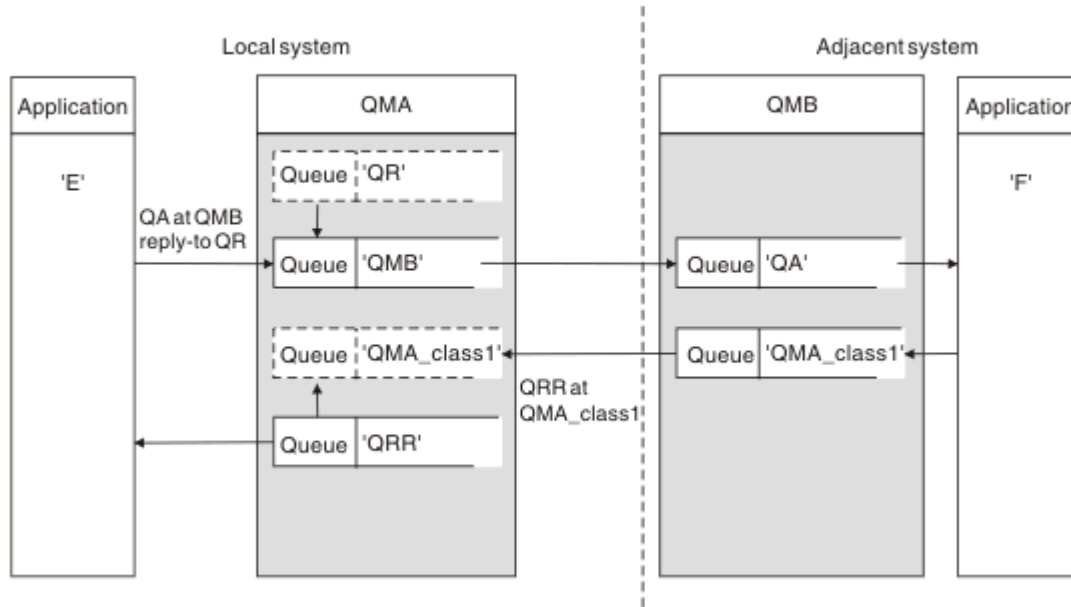 Local system
Adjacent system
Application
QMA
QMB
Application
'E'
'F'
Queue 'QR'
QA at QMB
reply-to QR
Queue 'QMB'
Queue 'QA'
Queue 'QMA_class1'
Queue 'QMA_class1'
QRR at
QMA_class1
Queue 'QRR'